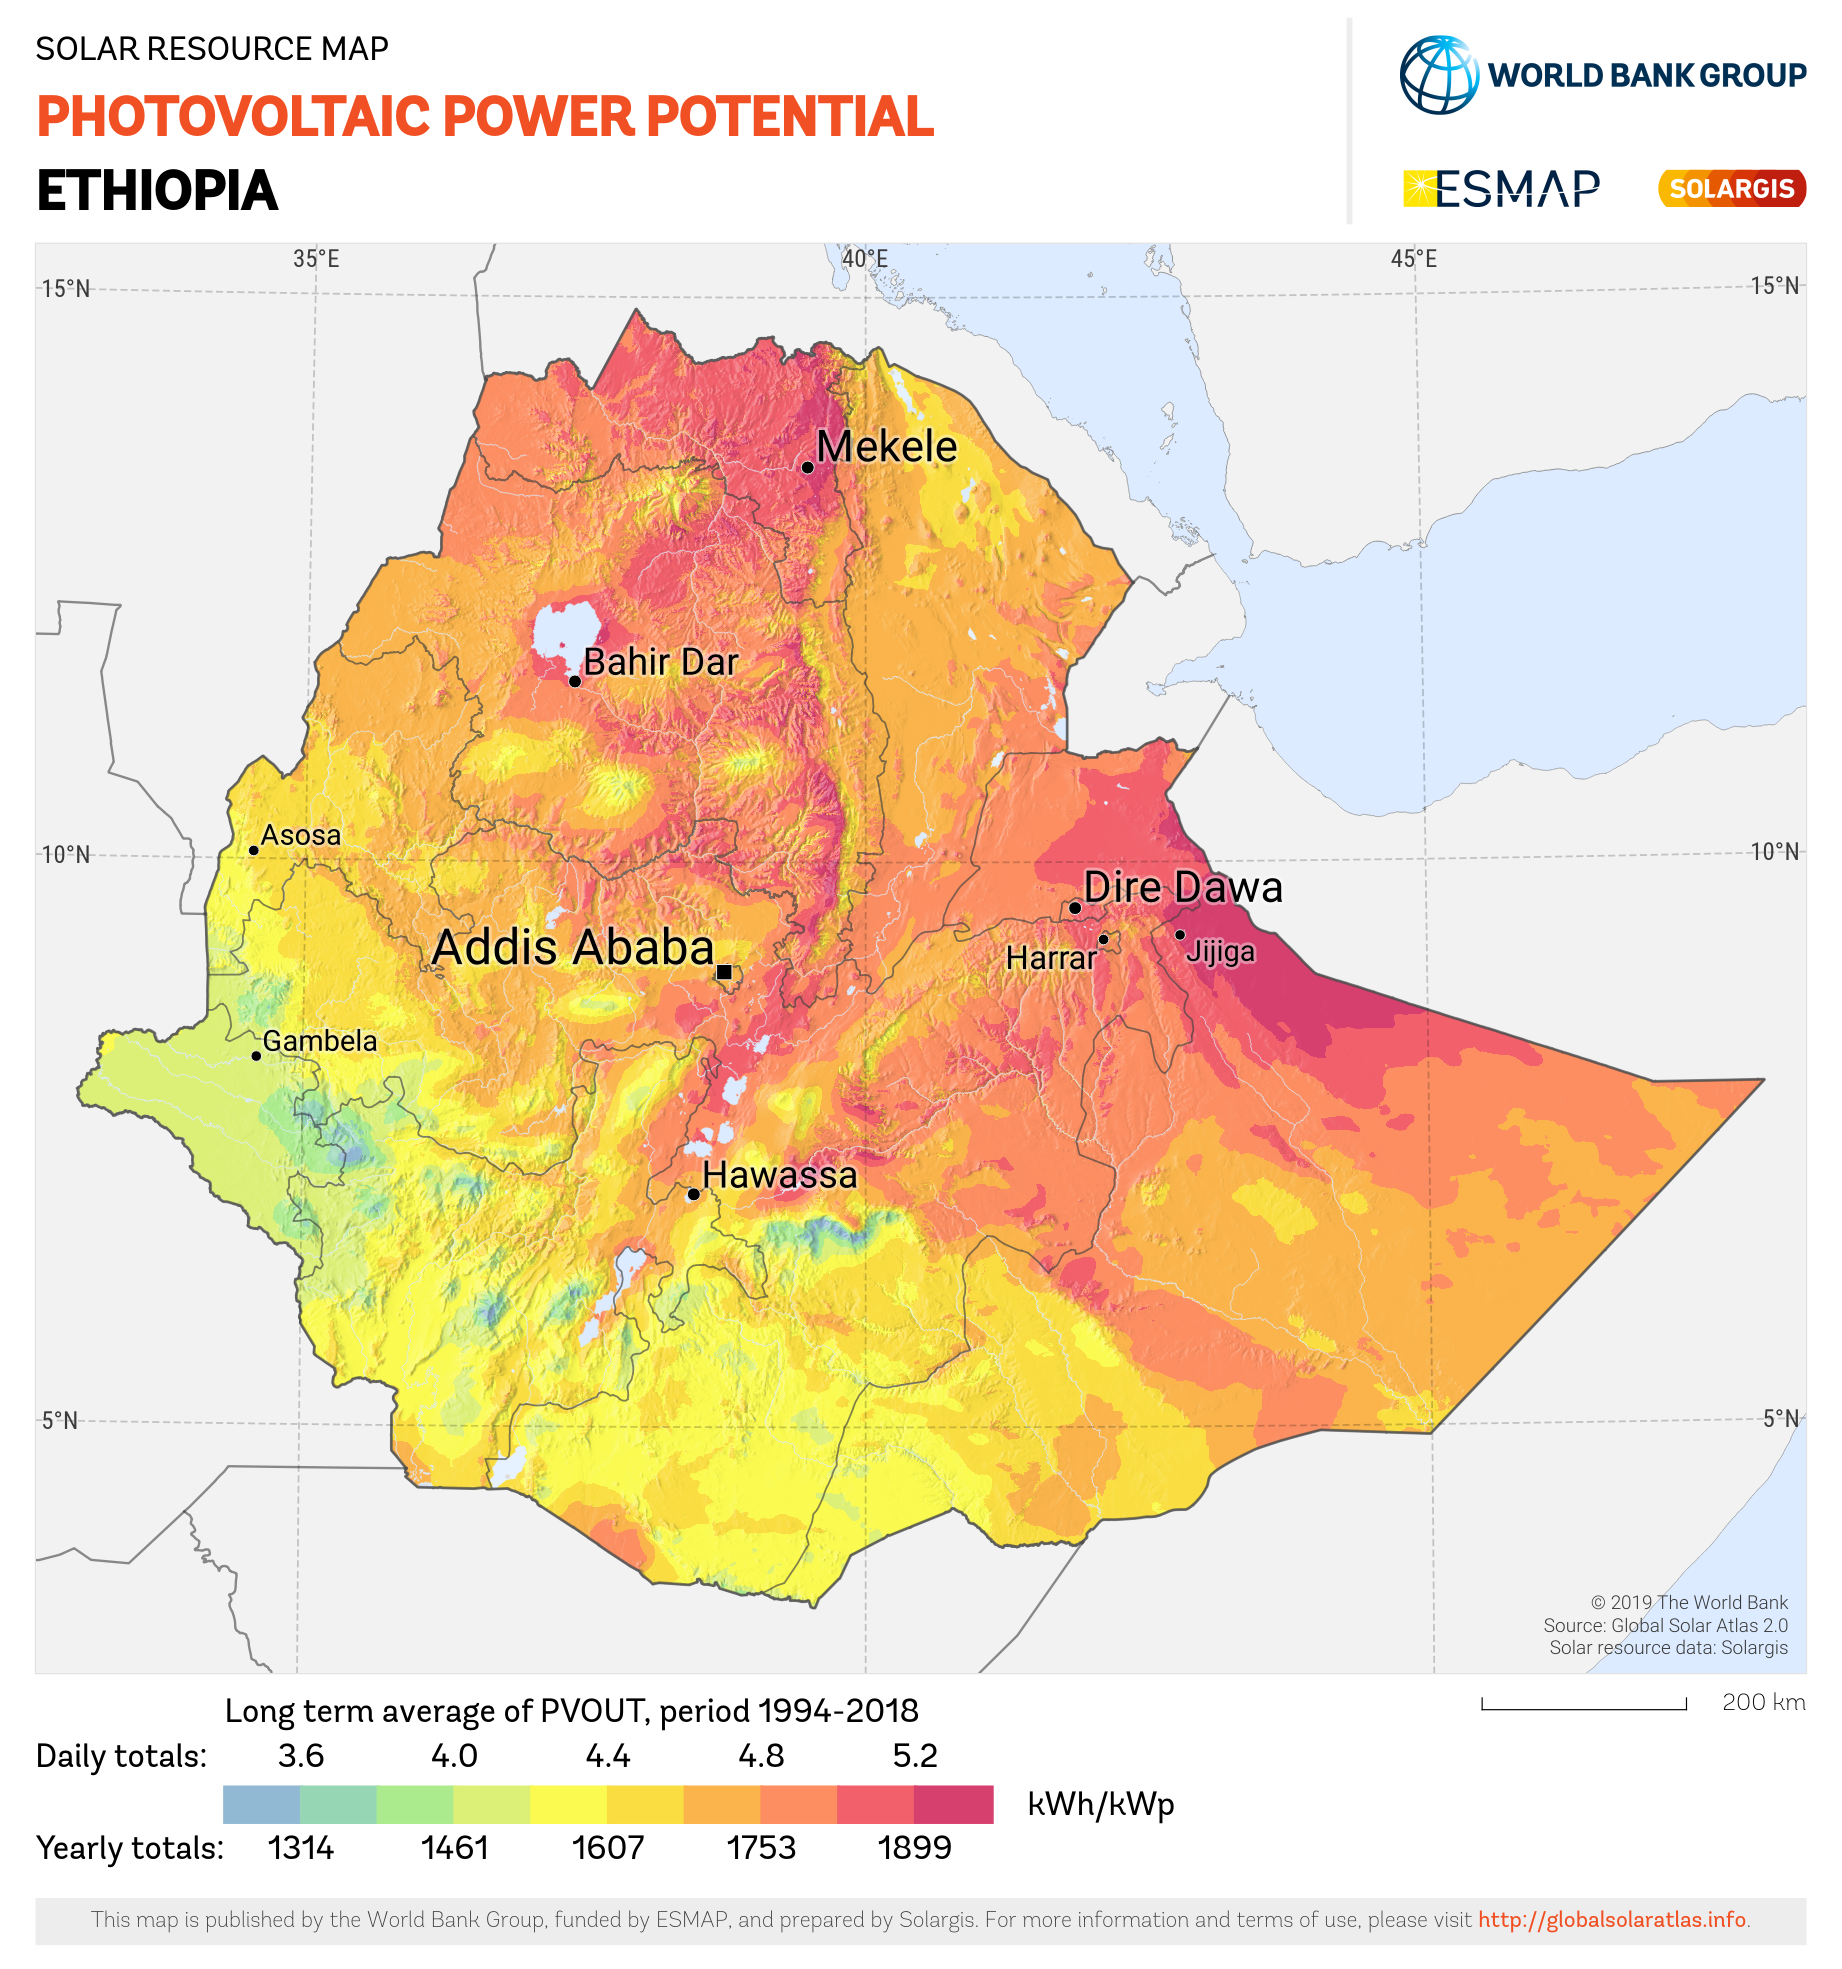 SOLAR RESOURCE MAP
PHOTOVOLTAIC POWER POTENTIAL
ETHIOPIA
WORLD BANK GROUP
ESMAP
SOLARGIS
35°E 40°E 45°E
15°N 15°N
Mekele
Bahir Dar
Asosa
10°N 10°N
Dire Dawa
Addis Ababa
Harrar
Jijiga
Gambela
Hawassa
5°N 5°N
© 2019 The World Bank
Source: Global Solar Atlas 2.0
Solar resource data: Solargis
Long term average of PVOUT, period 1994-2018
200 km
Daily totals: 3.6 4.0 4.4 4.8 5.2
kWh/kWp
Yearly totals: 1314 1461 1607 1753 1899
This map is published by the World Bank Group, funded by ESMAP, and prepared by Solargis. For more information and terms of use, please visit http://globalsolaratlas.info.